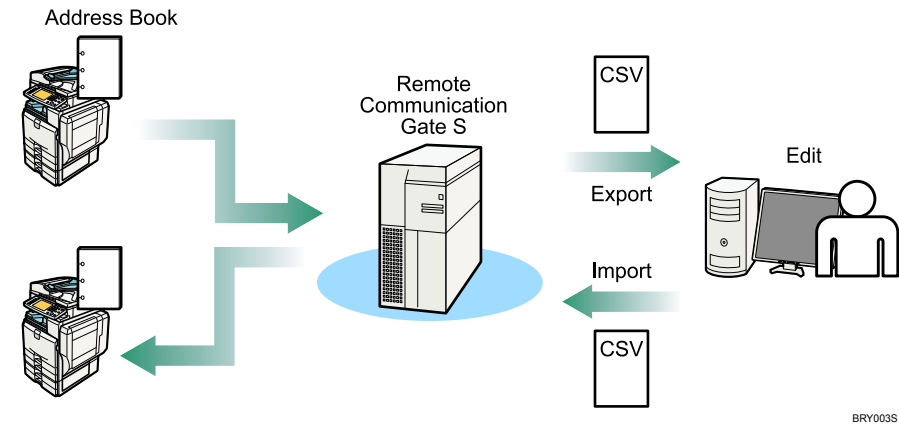 Address Book
Remote
Communication
Gate S
CSV
Export
Edit
Import
CSV
BRY003S